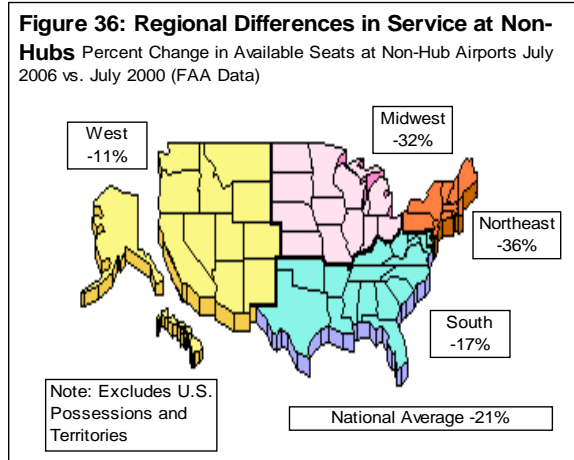 Figure 36: Regional Differences in Service at Non-
Hubs Percent Change in Available Seats at Non-Hub Airports July
2006 vs. July 2000 (FAA Data)
West
-11%
Midwest
-32%
Northeast
-36%
South
-17%
Note: Excludes U.S.
Possessions and
Territories
National Average -21%